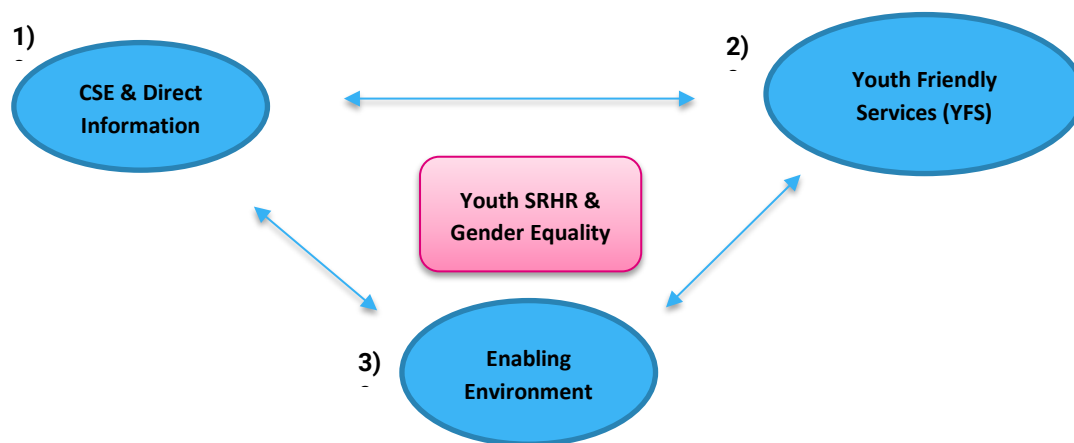 1)
CSE & Direct
Information
2)
Youth Friendly
Services (YFS)
Youth SRHR &
Gender Equality
3)
Enabling
Environment